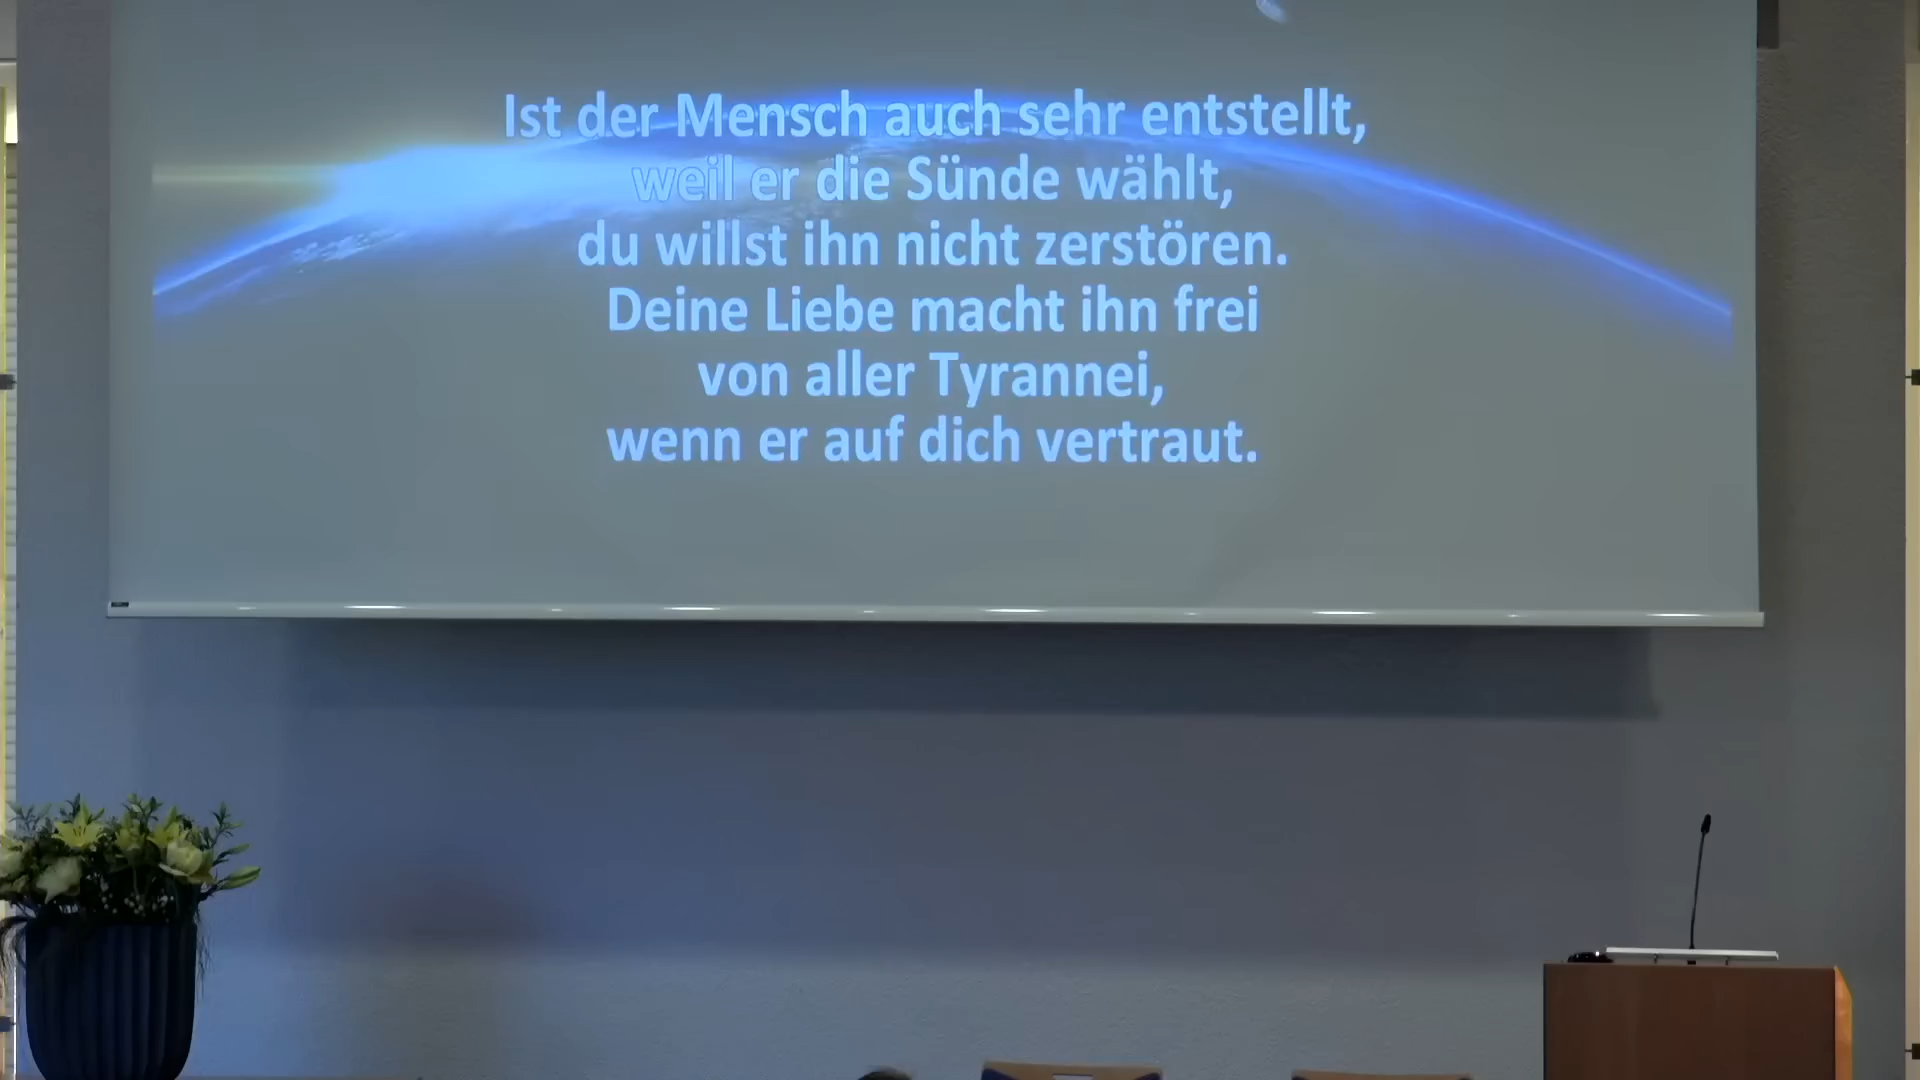 Ist der Mensch auch sehr entstellt,
weil er die Sünde wählt,
du willst ihn nicht zerstören.
Deine Liebe macht ihn frei
von aller Tyrannei,
wenn er auf dich vertraut.